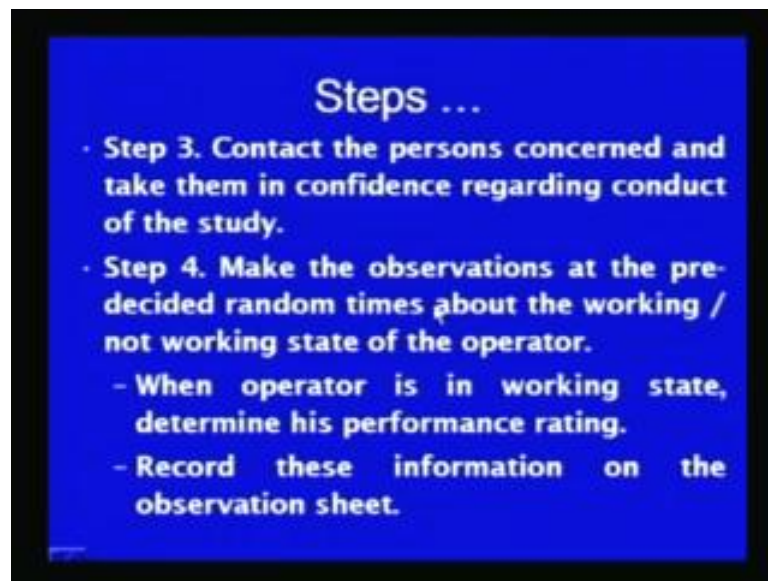 Steps ...
· Step 3. Contact the persons concerned and
take them in confidence regarding conduct
of the study.
· Step 4. Make the observations at the pre-
decided random times about the working /
not working state of the operator.
– When operator is in working state,
determine his performance rating.
– Record these information on the
observation sheet.